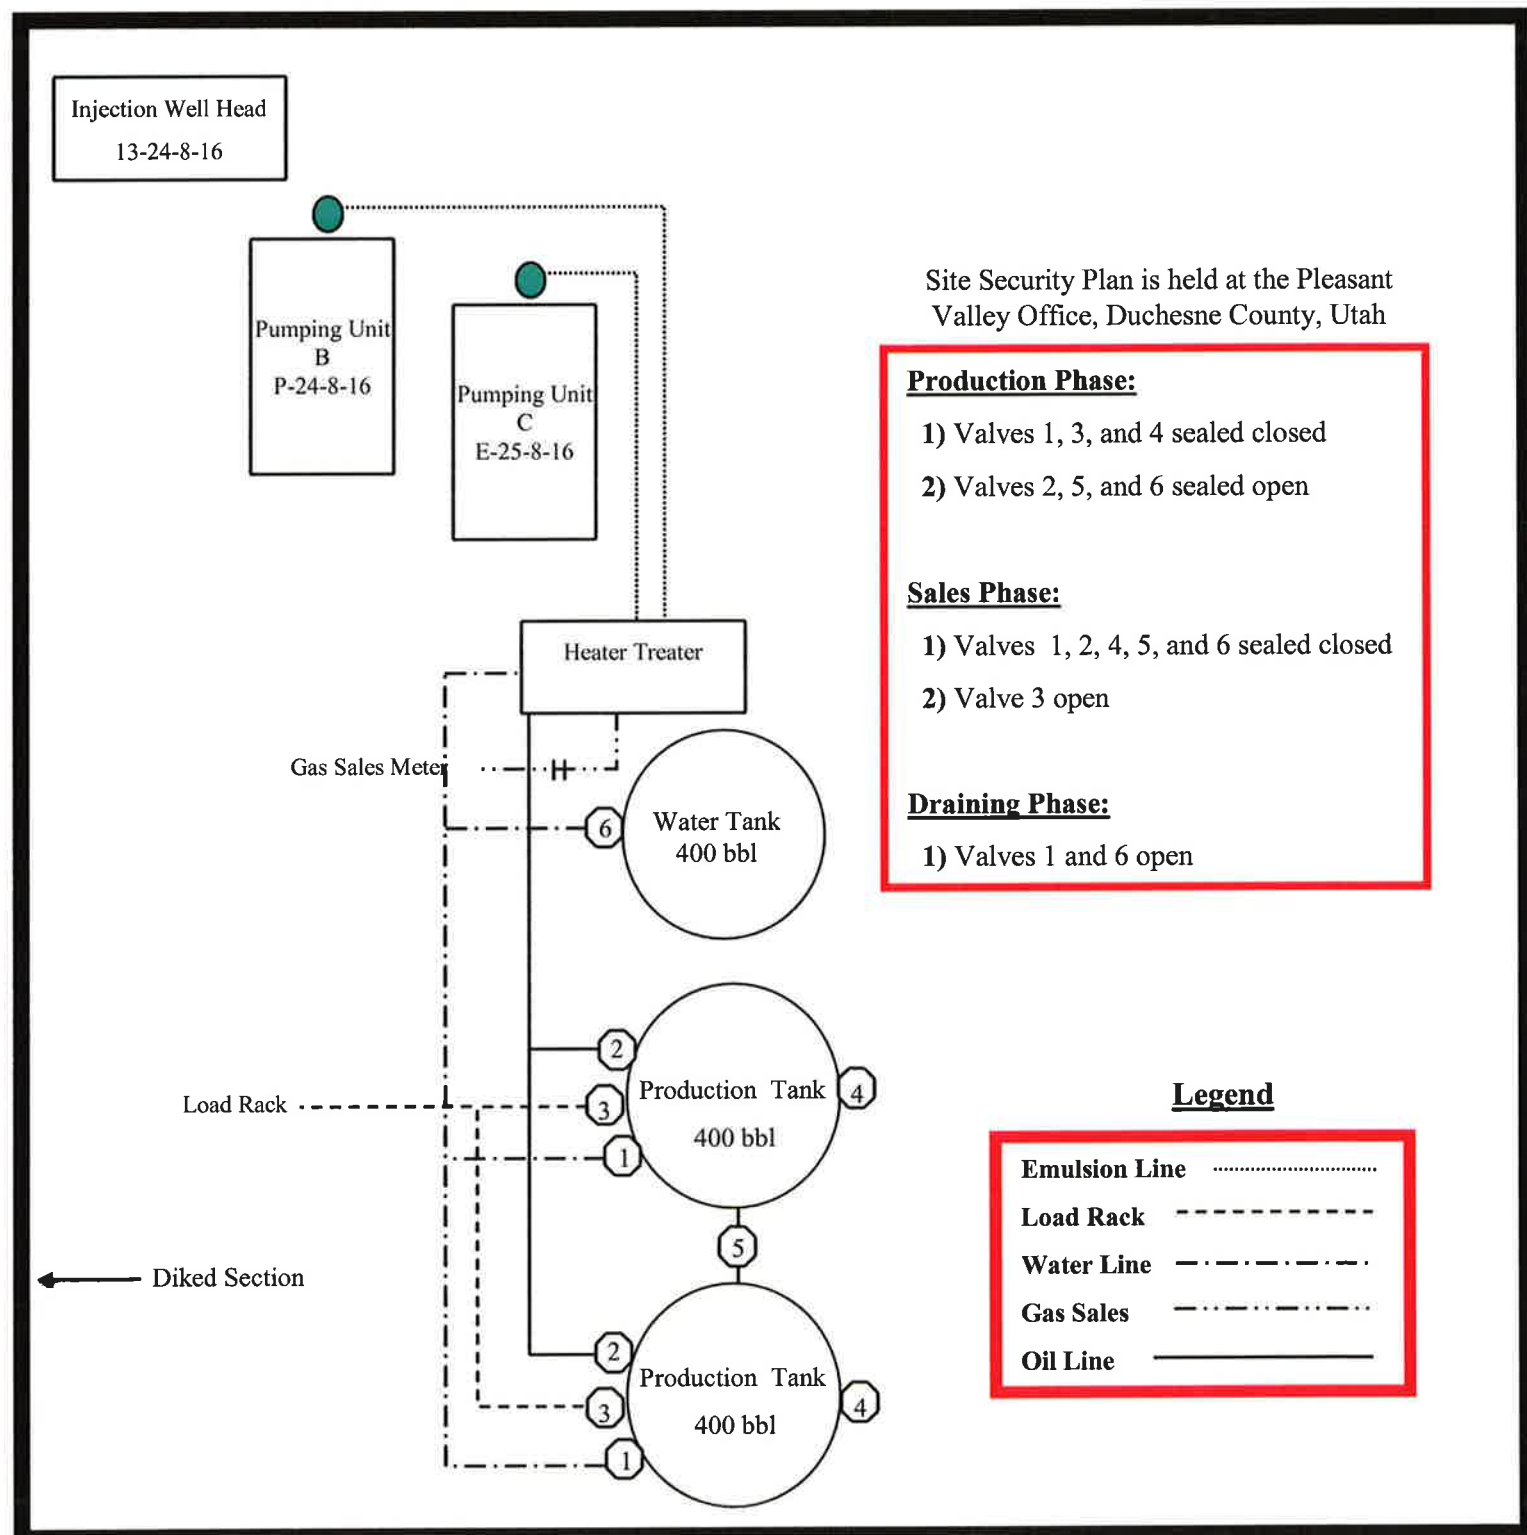 Injection Well Head
13-24-8-16
Pumping Unit
B
P-24-8-16
Pumping Unit
C
E-25-8-16
Site Security Plan is held at the Pleasant
Valley Office, Duchesne County, Utah
Production Phase:
1) Valves 1, 3, and 4 sealed closed
2) Valves 2, 5, and 6 sealed open
Sales Phase:
1) Valves 1, 2, 4, 5, and 6 sealed closed
2) Valve 3 open
Draining Phase:
1) Valves 1 and 6 open
Heater Treater
Gas Sales Meter
6
Water Tank
400 bbl
2
Production Tank
400 bbl
4
Load Rack
3
1
5
Diked Section
2
Production Tank
400 bbl
4
3
1
Legend
Emulsion Line
Load Rack
Water Line
Gas Sales
Oil Line